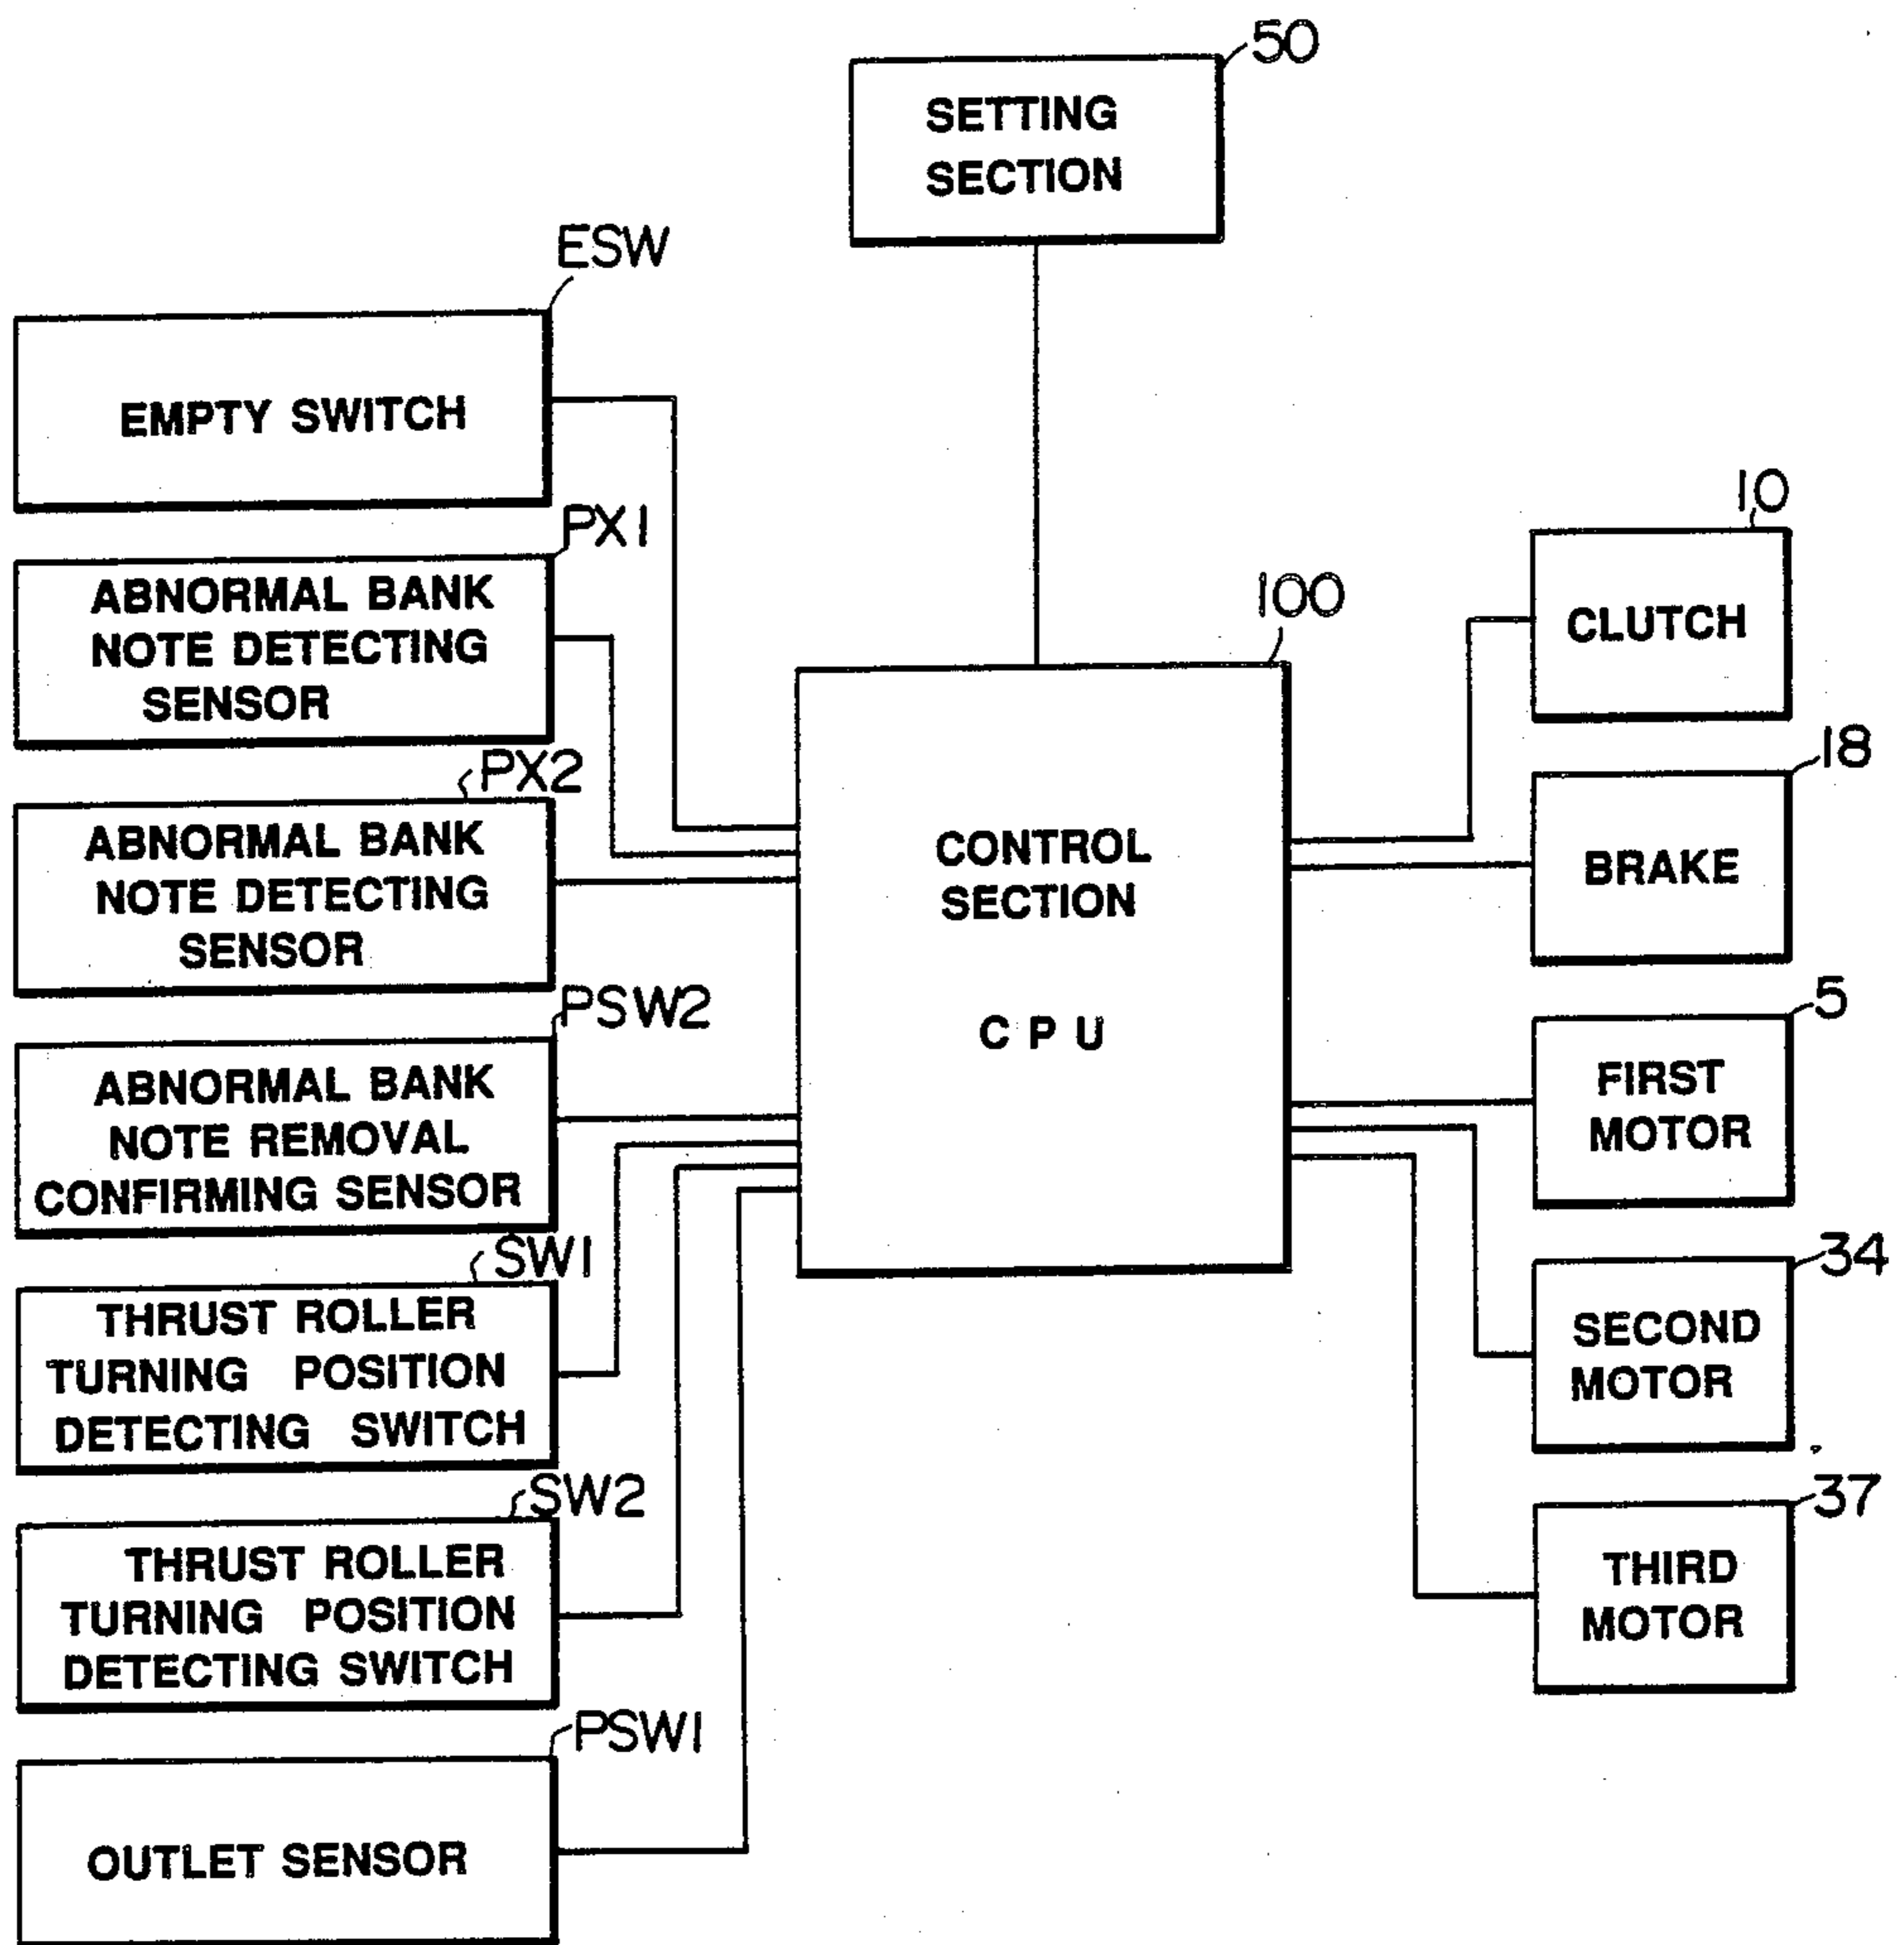 50
SETTING
SECTION
ESW
EMPTY SWITCH
PX1
ABNORMAL BANK
NOTE DETECTING
SENSOR
PX2
ABNORMAL BANK
NOTE DETECTING
SENSOR
PSW2
ABNORMAL BANK
NOTE REMOVAL
CONFIRMING SENSOR
SW1
THRUST ROLLER
TURNING POSITION
DETECTING SWITCH
SW2
THRUST ROLLER
TURNING POSITION
DETECTING SWITCH
PSW1
OUTLET SENSOR
100
CONTROL
SECTION
CPU
10
CLUTCH
18
BRAKE
5
FIRST
MOTOR
34
SECOND
MOTOR
37
THIRD
MOTOR